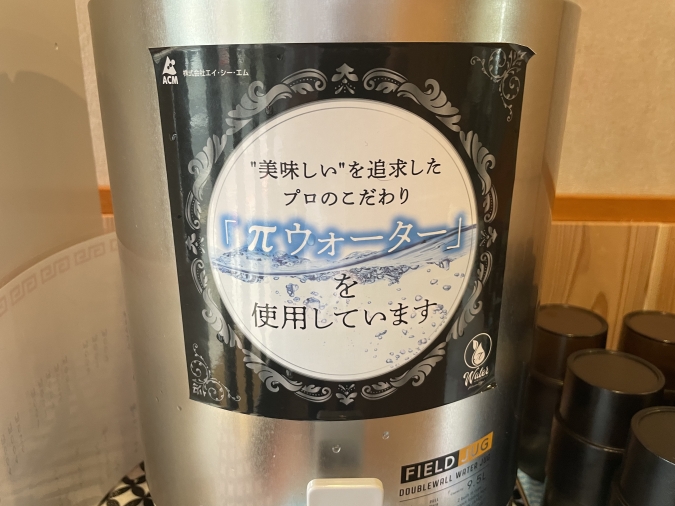 ACM
株式会社エイ・シー・エム
"美味しい"を追求した
プロのこだわり
「πウォーター」
を
使用しています
Water
FIELD JUG
DOUBLEWALL WATER
9.5L